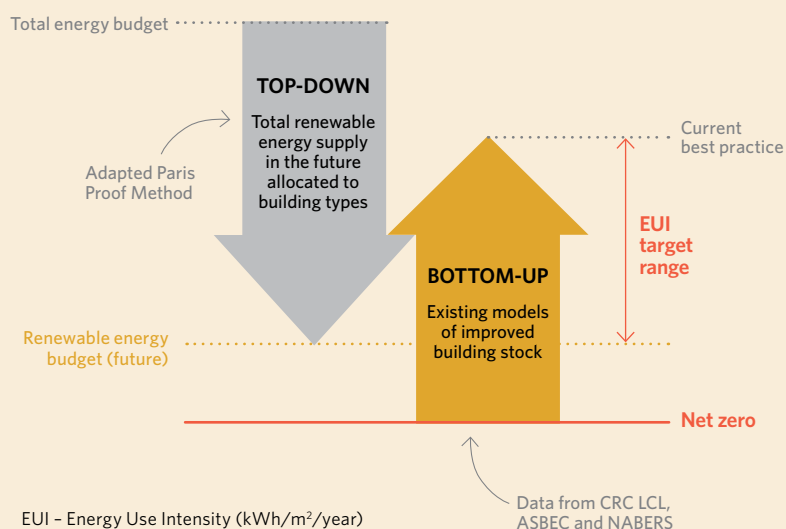 Total energy budget
TOP-DOWN
Total renewable
energy supply
in the future
allocated to
building types
Adapted Paris
Proof Method
Current
best practice
EUI
target
range
BOTTOM-UP
Existing models
of improved
building stock
Renewable energy
budget (future)
Net zero
Data from CRC LCL,
ASBEC and NABERS
EUI – Energy Use Intensity (kWh/m²/year)